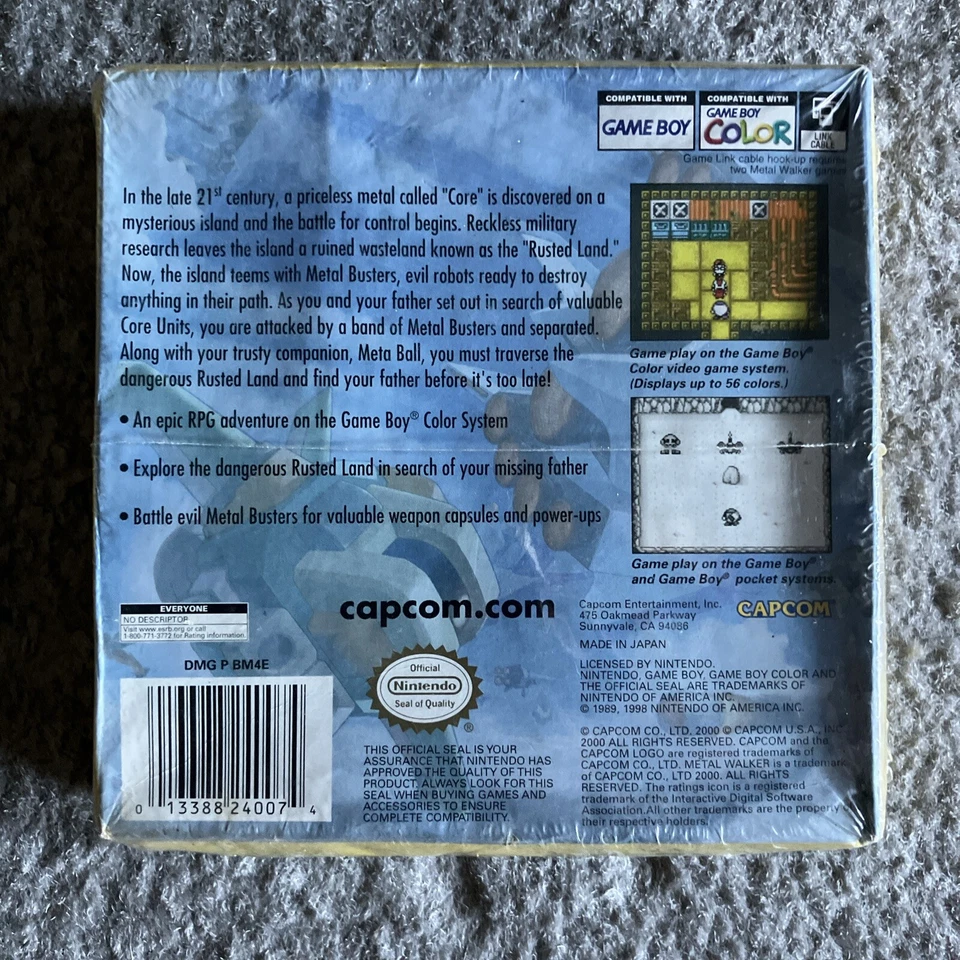 COMPATIBLE WITH
GAME BOY
COMPATIBLE WITH
GAME BOY
COLOR
LINK
CABLE
Game Link cable hook-up requires
two Metal Walker games
In the late 21st century, a priceless metal called "Core" is discovered on a
mysterious island and the battle for control begins. Reckless military
research leaves the island a ruined wasteland known as the "Rusted Land."
Now, the island teems with Metal Busters, evil robots ready to destroy
anything in their path. As you and your father set out in search of valuable
Core Units, you are attacked by a band of Metal Busters and separated.
Along with your trusty companion, Meta Ball, you must traverse the
dangerous Rusted Land and find your father before it's too late!
• An epic RPG adventure on the Game Boy® Color System
• Explore the dangerous Rusted Land in search of your missing father
• Battle evil Metal Busters for valuable weapon capsules and power-ups
Game play on the Game Boy®
Color video game system.
(Displays up to 56 colors.)
Game play on the Game Boy®
and Game Boy® pocket systems.
EVERYONE
NO DESCRIPTOR
Visit www.esrb.org or call
1-800-771-3772 for Rating information.
DMG P BM4E
0 13388 24007 4
capcom.com
Official
Nintendo
Seal of Quality
®
THIS OFFICIAL SEAL IS YOUR
ASSURANCE THAT NINTENDO HAS
APPROVED THE QUALITY OF THIS
PRODUCT. ALWAYS LOOK FOR THIS
SEAL WHEN BUYING GAMES AND
ACCESSORIES TO ENSURE
COMPLETE COMPATIBILITY.
Capcom Entertainment, Inc.
475 Oakmead Parkway
Sunnyvale, CA 94086
CAPCOM
MADE IN JAPAN
LICENSED BY NINTENDO.
NINTENDO, GAME BOY, GAME BOY COLOR AND
THE OFFICIAL SEAL ARE TRADEMARKS OF
NINTENDO OF AMERICA INC.
© 1989, 1998 NINTENDO OF AMERICA INC.
© CAPCOM CO., LTD. 2000 © CAPCOM U.S.A., INC.
2000 ALL RIGHTS RESERVED. CAPCOM and the
CAPCOM LOGO are registered trademarks of
CAPCOM CO., LTD. METAL WALKER is a trademark
of CAPCOM CO., LTD 2000. ALL RIGHTS
RESERVED. The ratings icon is a registered
trademark of the Interactive Digital Software
Association. All other trademarks are the property of
their respective holders.